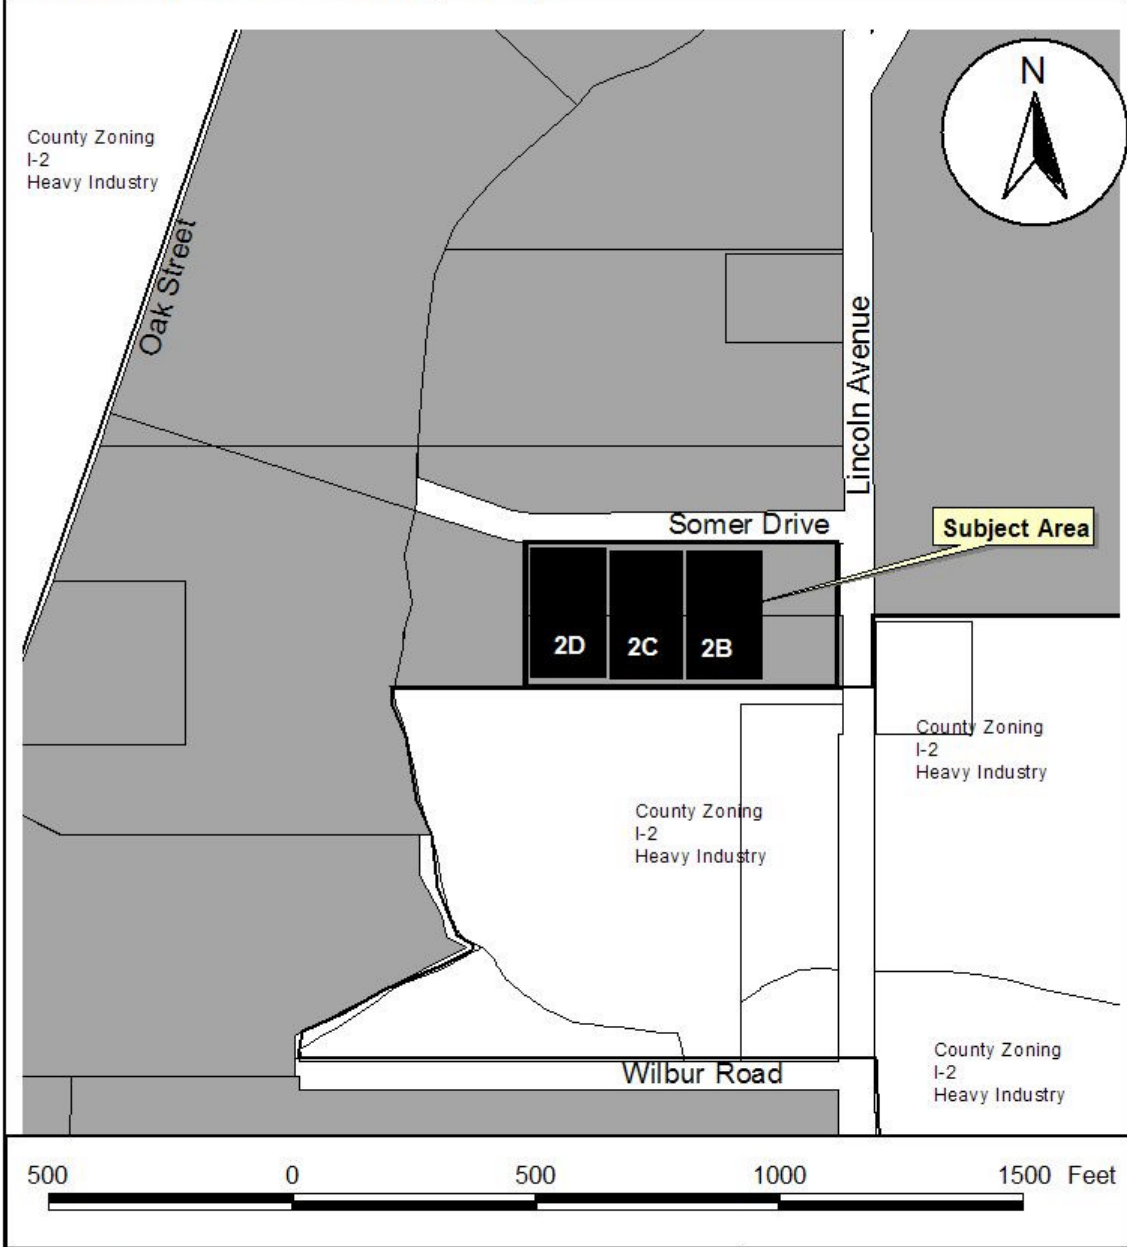 N
County Zoning
I-2
Heavy Industry
Oak Street
Lincoln Avenue
Somer Drive
Subject Area
2D
2C
2B
County Zoning
I-2
Heavy Industry
County Zoning
I-2
Heavy Industry
County Zoning
I-2
Heavy Industry
Wilbur Road
500 0 500 1000 1500 Feet